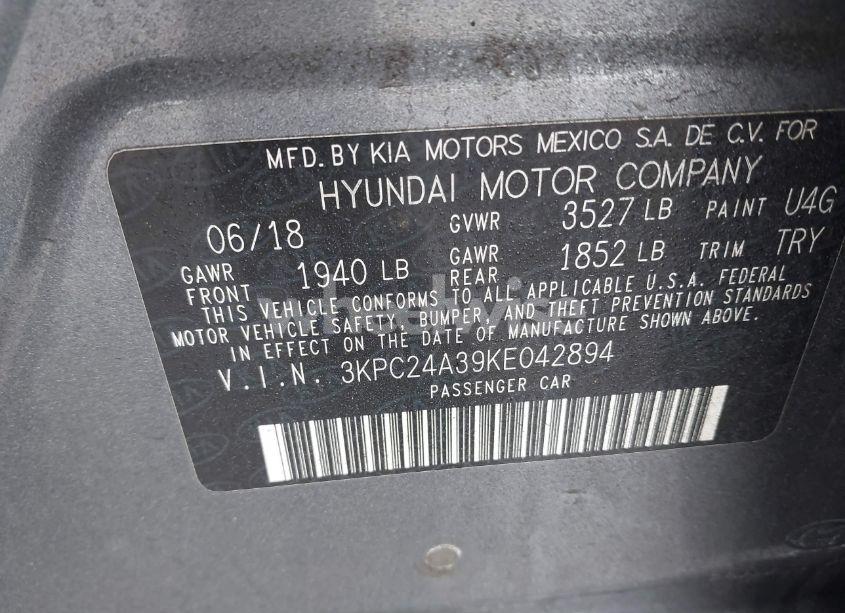 MFD. BY KIA MOTORS MEXICO S.A. DE C.V. FOR
HYUNDAI MOTOR COMPANY
06/18 GVWR 3527 LB PAINT U4G
GAWR FRONT 1940 LB GAWR REAR 1852 LB TRIM TRY
THIS VEHICLE CONFORMS TO ALL APPLICABLE U.S.A. FEDERAL
MOTOR VEHICLE SAFETY, BUMPER, AND THEFT PREVENTION STANDARDS
IN EFFECT ON THE DATE OF MANUFACTURE SHOWN ABOVE.
V.I.N. 3KPC24A39KE042894
PASSENGER CAR